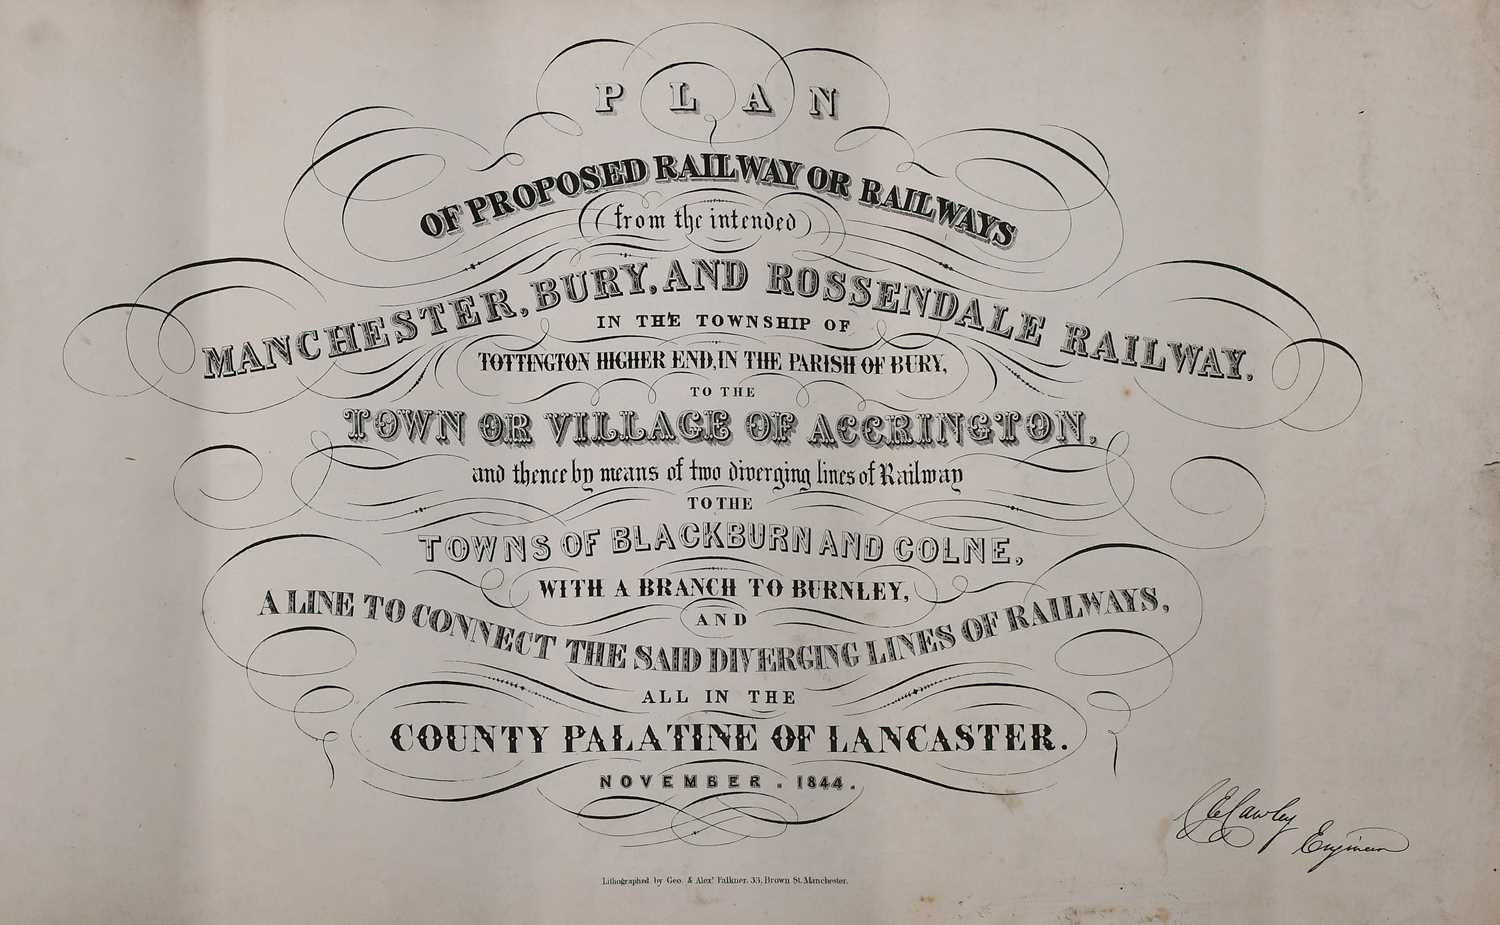 PLAN
OF PROPOSED RAILWAY OR RAILWAYS
(from the intended)
MANCHESTER, BURY, AND ROSSENDALE RAILWAY,
IN THE TOWNSHIP OF
TOTTINGTON HIGHER END, IN THE PARISH OF BURY,
TO THE
TOWN OR VILLAGE OF ACCRINGTON,
and thence by means of two diverging lines of Railway
TO THE
TOWNS OF BLACKBURN AND COLNE,
WITH A BRANCH TO BURNLEY,
AND
A LINE TO CONNECT THE SAID DIVERGING LINES OF RAILWAYS,
ALL IN THE
COUNTY PALATINE OF LANCASTER.
NOVEMBER. 1844.
C E Cawley
Engineer
Lithographed by Geo. & Alexr. Falkner, 33, Brown St. Manchester.